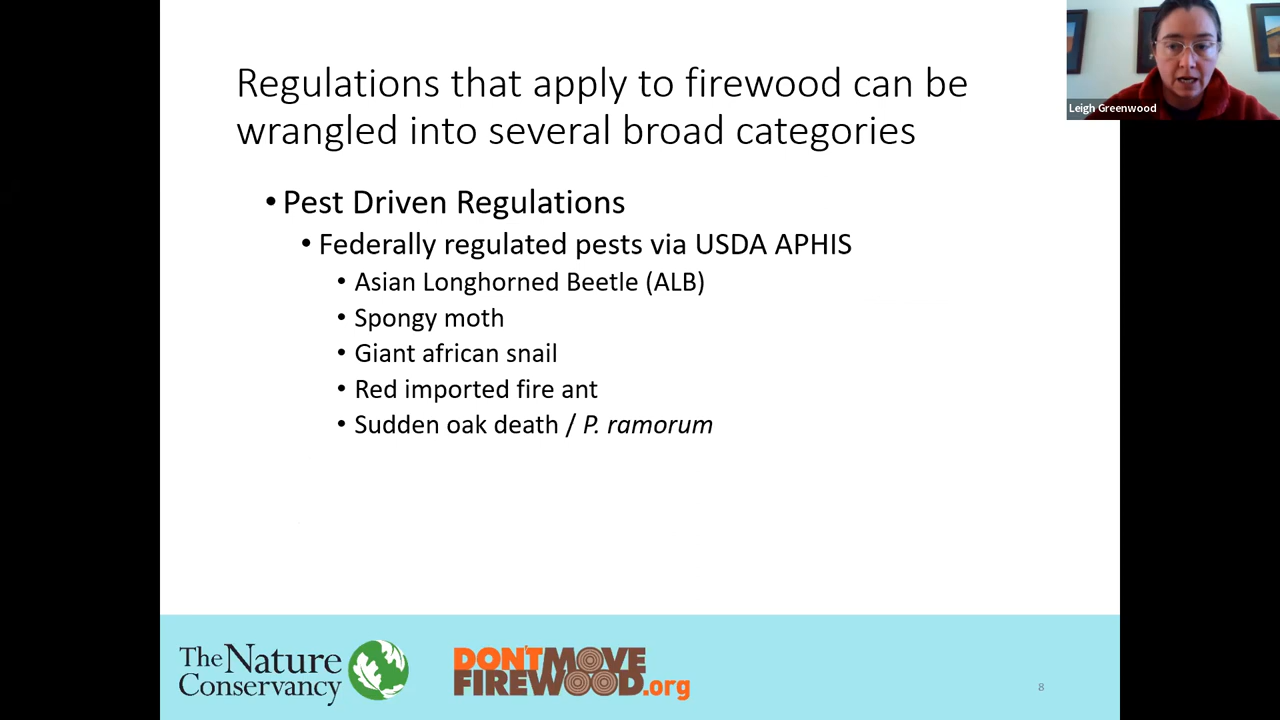 Regulations that apply to firewood can be
wrangled into several broad categories
• Pest Driven Regulations
• Federally regulated pests via USDA APHIS
• Asian Longhorned Beetle (ALB)
• Spongy moth
• Giant african snail
• Red imported fire ant
• Sudden oak death / P. ramorum
Leigh Greenwood
The Nature
Conservancy
DON'T MOVE
FIREWOOD.org
8